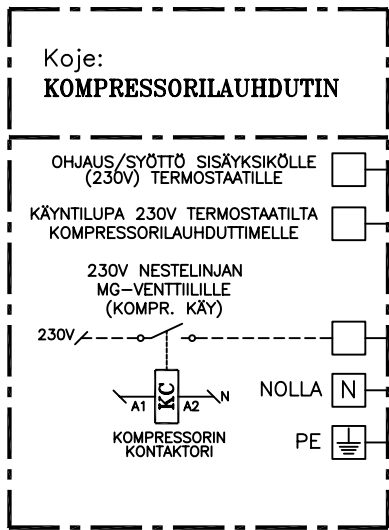 Koje:
KOMPRESSORILAUHDUTIN
OHJAUS/SYÖTTÖ SISÄYKSIKÖLLE
(230V) TERMOSTAATILLE
KÄYNTILUPA 230V TERMOSTAATILTA
KOMPRESSORILAUHDUTTIMELLE
230V NESTELINJAN
MG-VENTTIILILLE
(KOMPR. KÄY)
230V
NOLLA N
A1 KC A2 N
KOMPRESSORIN
KONTAKTORI
PE